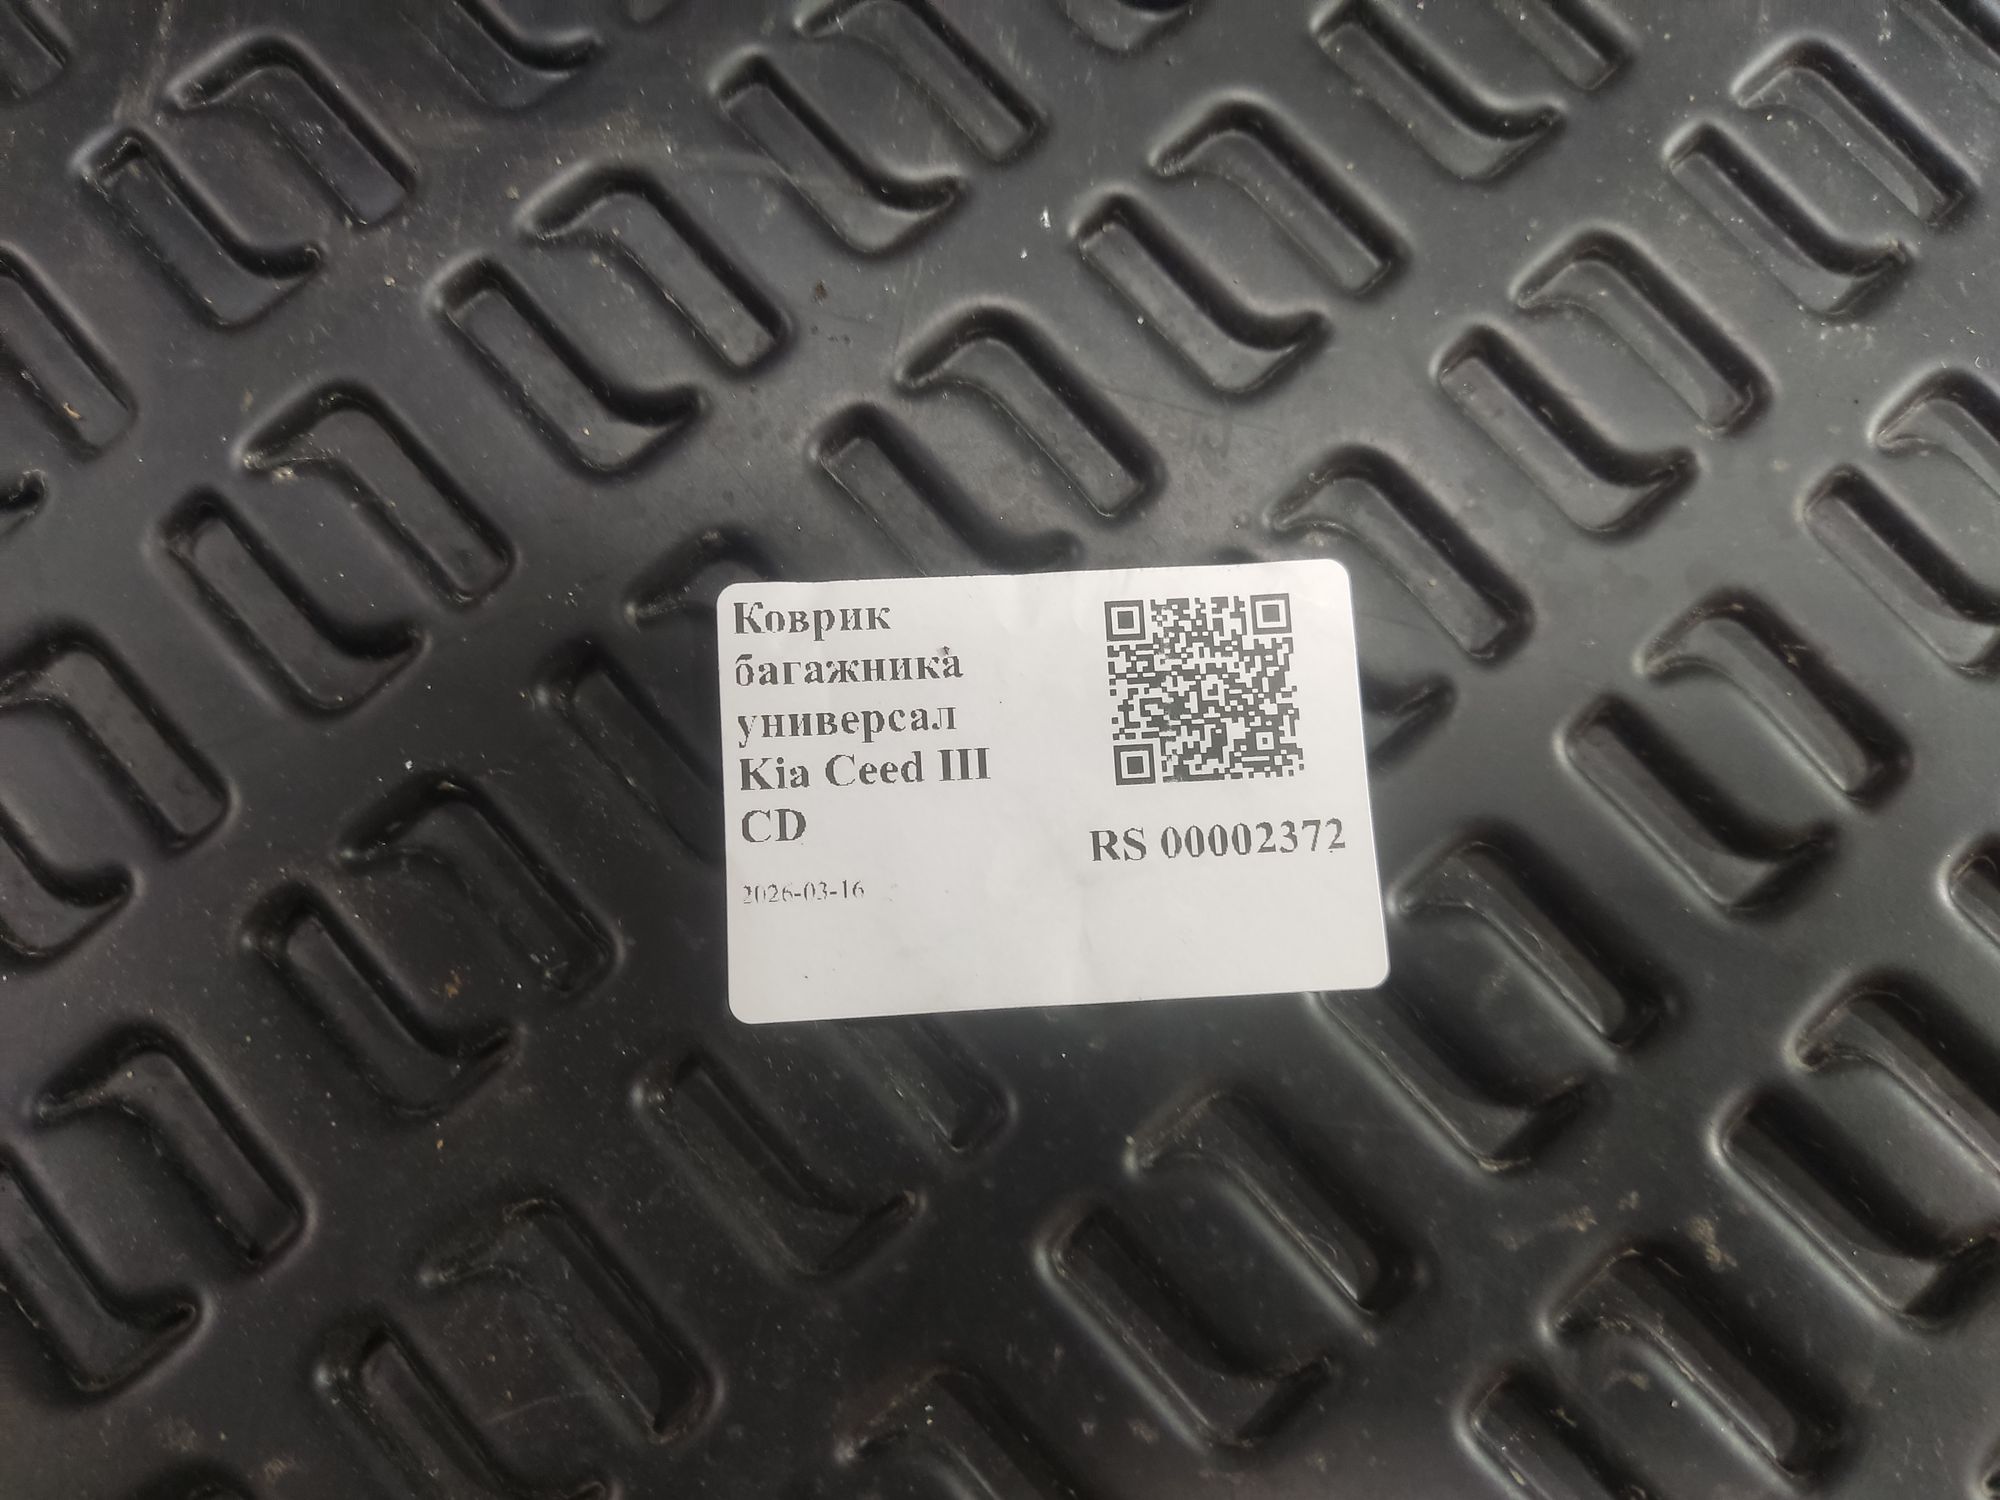 Коврик
багажника
универсал
Kia Ceed III
CD
2026-03-16
RS 00002372